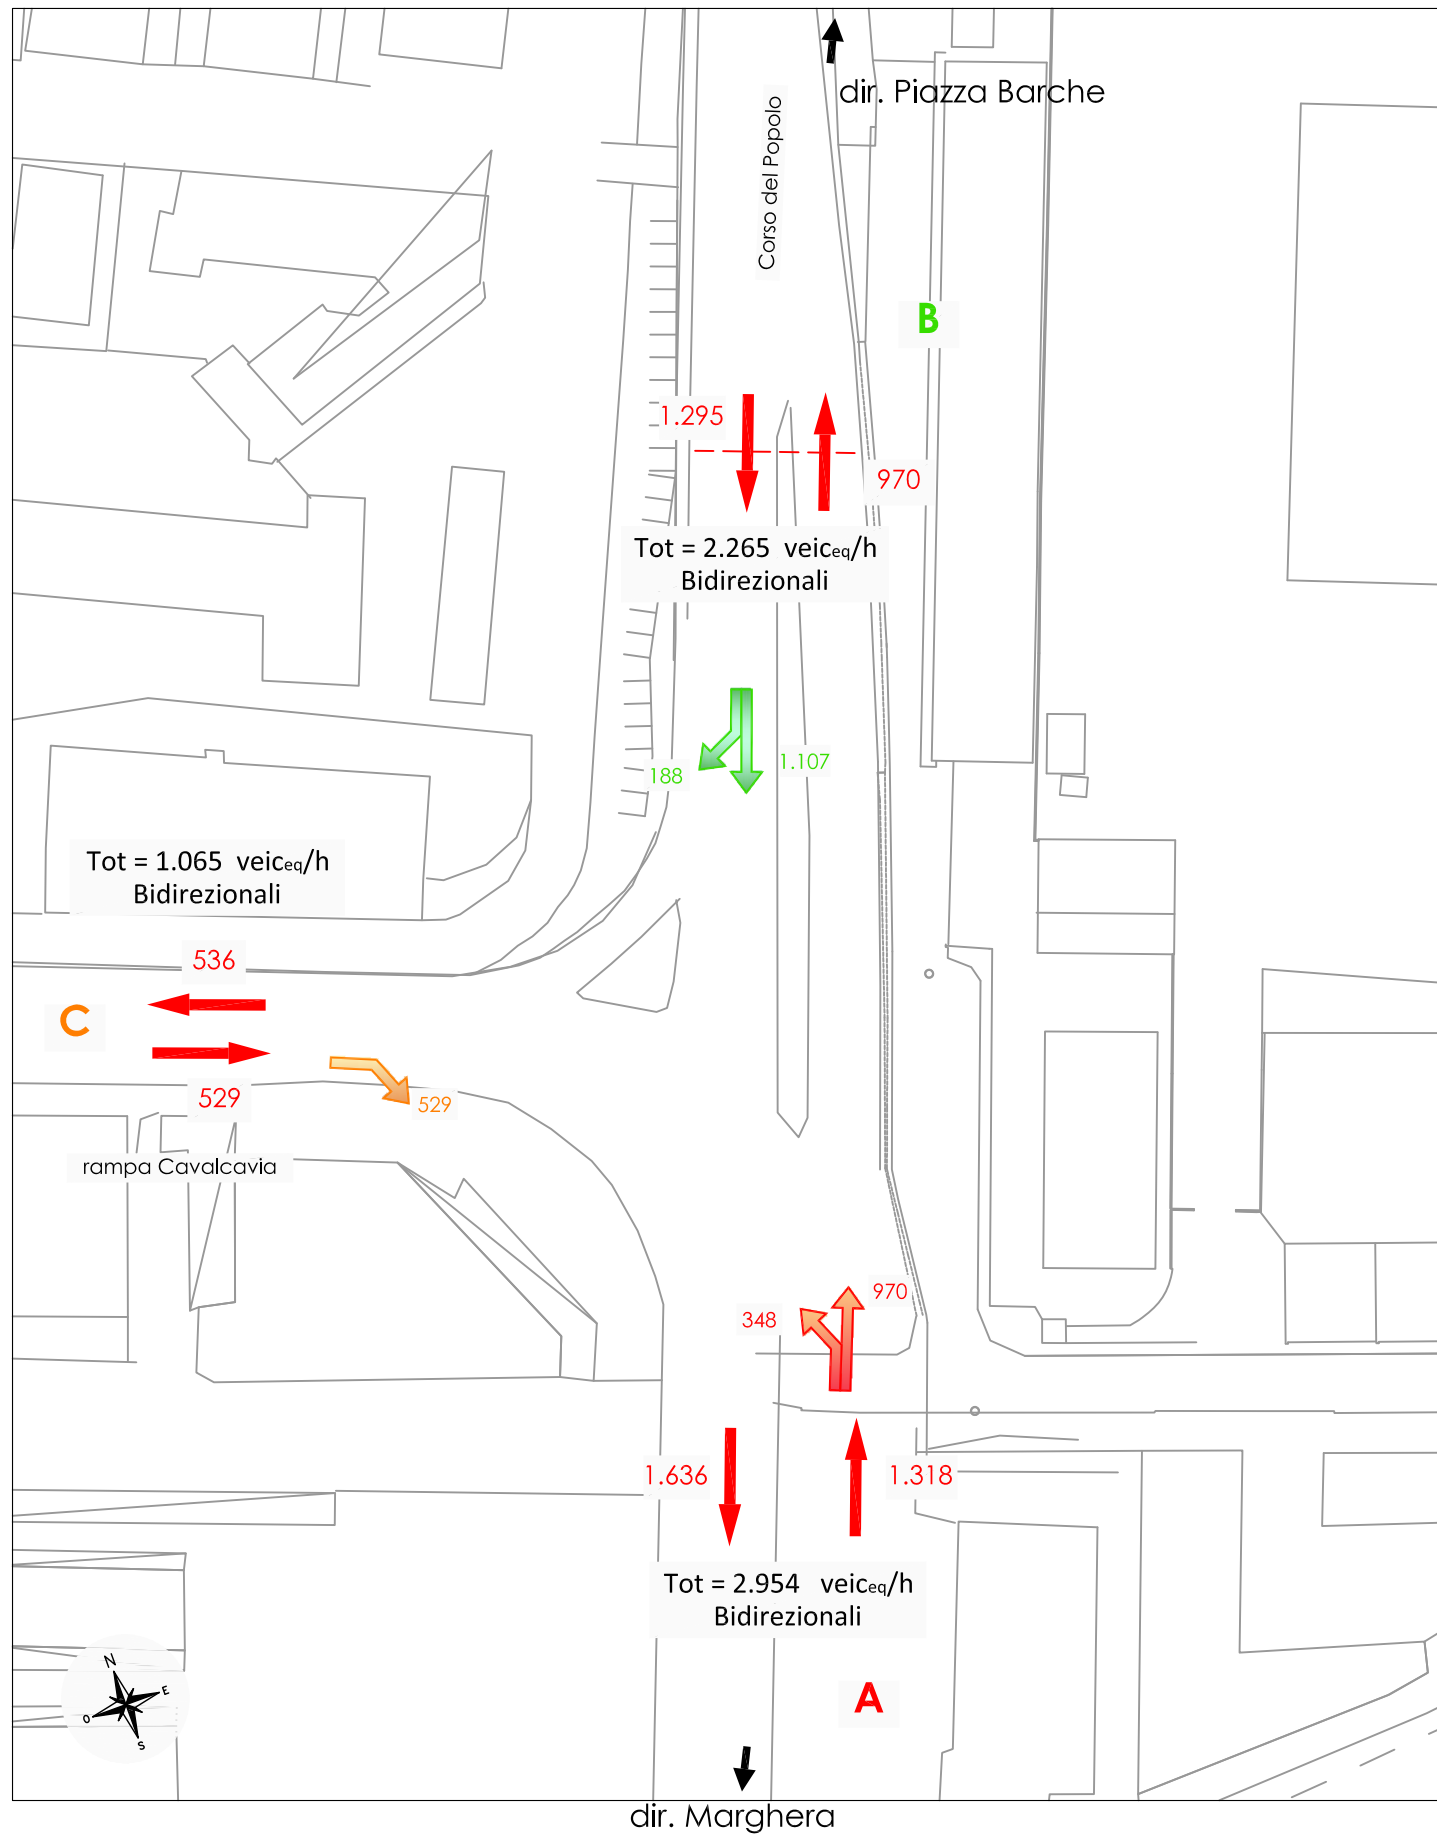 dir. Piazza Barche
Corso del Popolo
B
1.295
970
Tot = 2.265 veiceq/h
Bidirezionali
188
1.107
Tot = 1.065 veiceq/h
Bidirezionali
536
C
529
529
rampa Cavalcavia
970
348
1.636
1.318
Tot = 2.954 veiceq/h
Bidirezionali
A
N
E
O
S
dir. Marghera